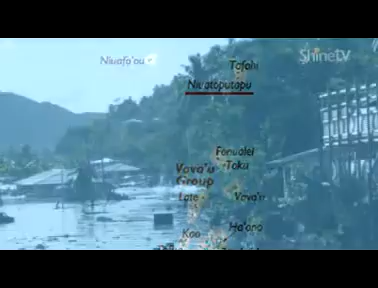 ShineTV
Niuafo'ou
Tafahi
Niuatoputapu
Fonualei
Toku
Vava'u
Group
Late
Vava'u
Kao
Ha'ano